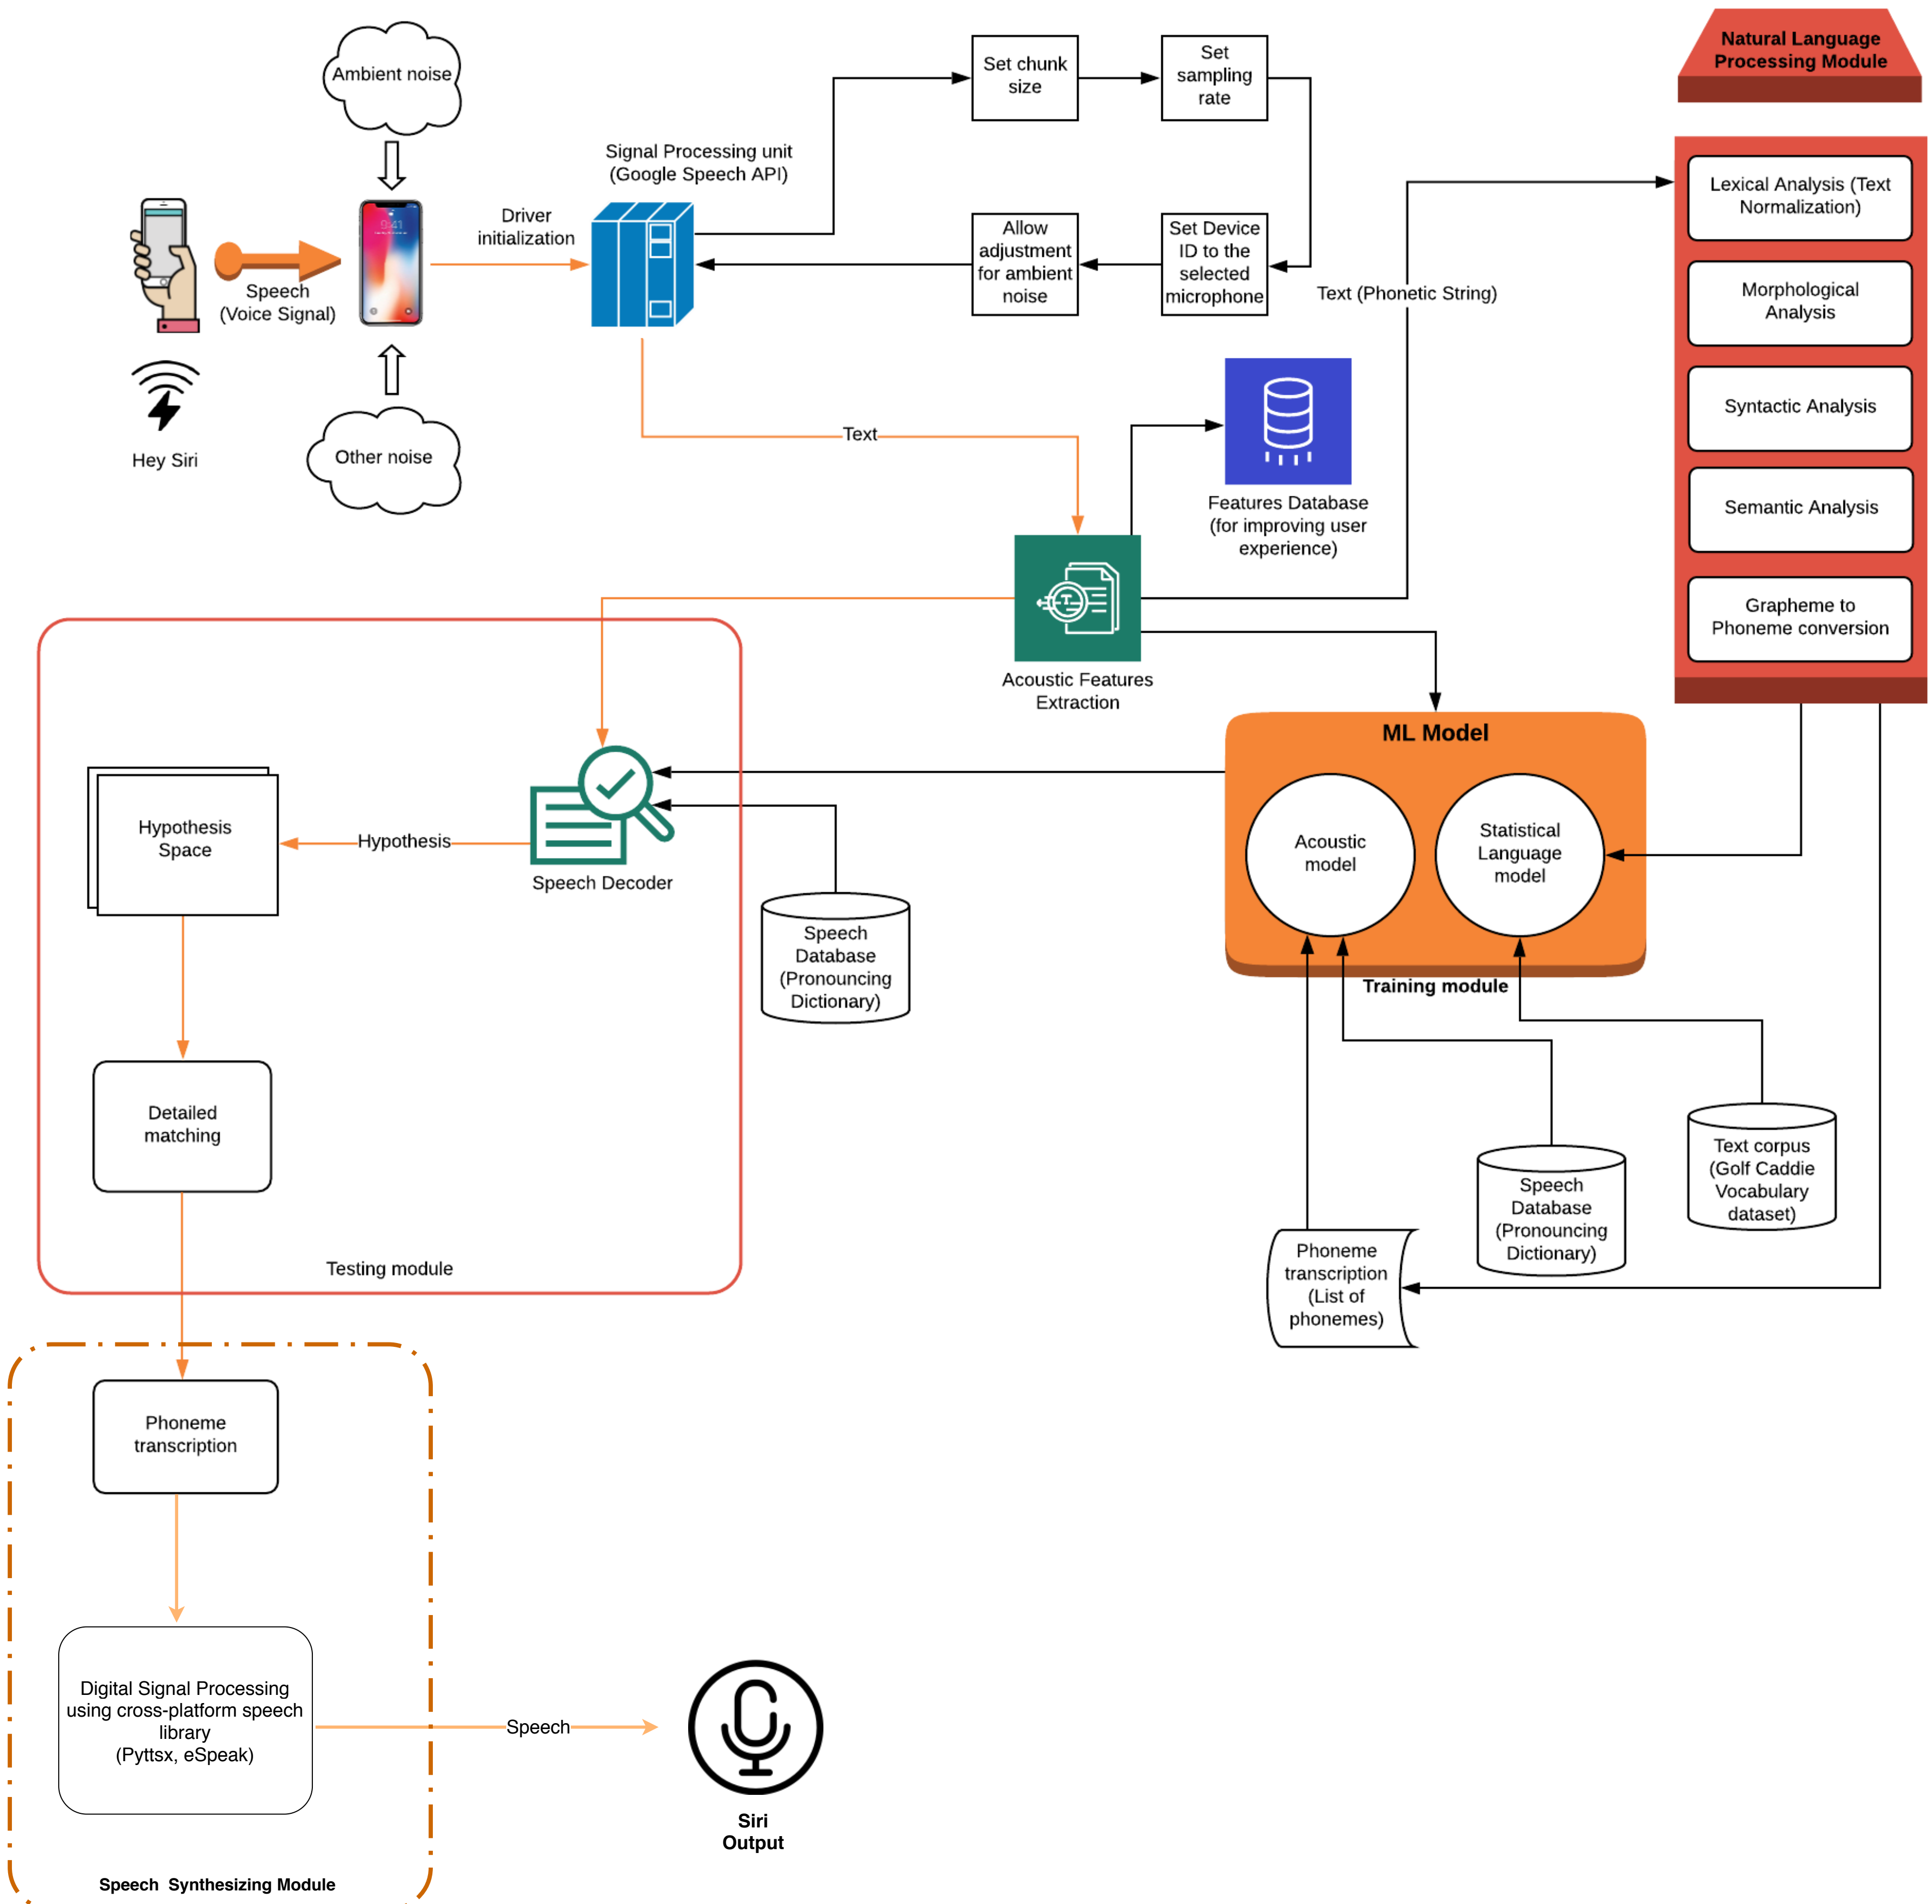 Ambient noise
Set chunk
size
Set
sampling
rate
Natural Language
Processing Module
Signal Processing unit
(Google Speech API)
Lexical Analysis (Text
Normalization)
Driver
initialization
9:41
Allow
adjustment
for ambient
noise
Set Device
ID to the
selected
microphone
Speech
(Voice Signal)
Text (Phonetic String)
Morphological
Analysis
Hey Siri
Other noise
Text
Syntactic Analysis
Features Database
(for improving user
experience)
Semantic Analysis
T
Acoustic Features
Extraction
Grapheme to
Phoneme conversion
ML Model
Acoustic
model
Statistical
Language
model
Training module
Hypothesis
Space
Hypothesis
Speech Decoder
Speech
Database
(Pronouncing
Dictionary)
Detailed
matching
Testing module
Text corpus
(Golf Caddie
Vocabulary
dataset)
Speech
Database
(Pronouncing
Dictionary)
Phoneme
transcription
(List of
phonemes)
Phoneme
transcription
Digital Signal Processing
using cross-platform speech
library
(Pyttsx, eSpeak)
Speech
Siri
Output
Speech Synthesizing Module